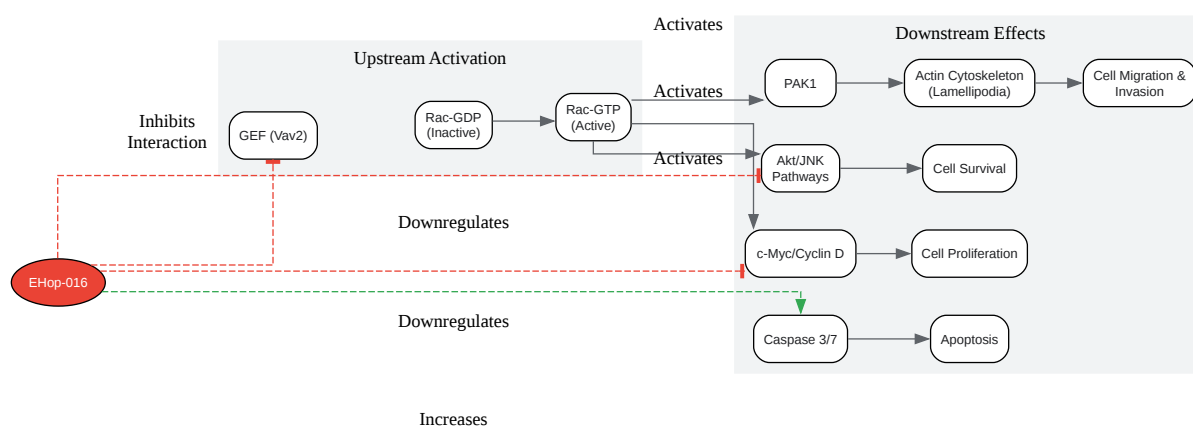 Activates
Downstream Effects
Upstream Activation
PAK1
Actin Cytoskeleton
(Lamellipodia)
Cell Migration &
Invasion
Activates
Rac-GDP
(Inactive)
Rac-GTP
(Active)
Inhibits
Interaction
GEF (Vav2)
Activates
Akt/JNK
Pathways
Cell Survival
Downregulates
c-Myc/Cyclin D
Cell Proliferation
EHop-016
Downregulates
Caspase 3/7
Apoptosis
Increases